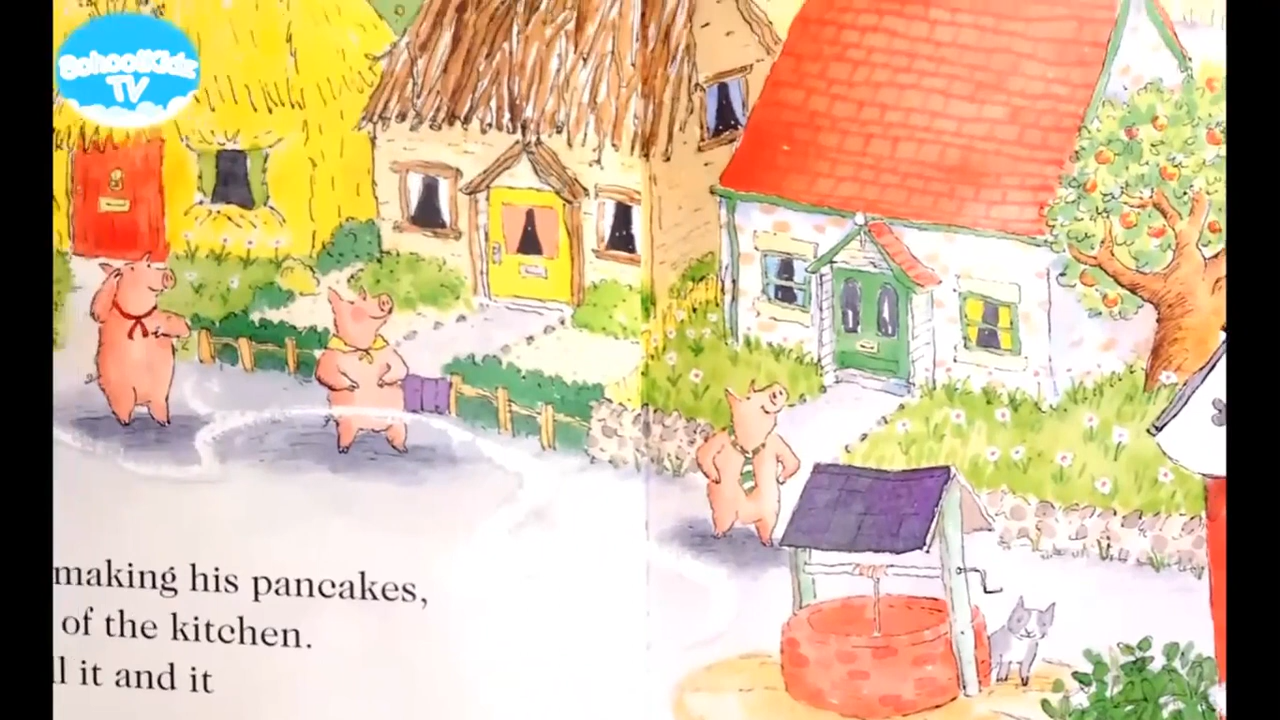 SchoolKidz
TV
making his pancakes,
of the kitchen.
it and it